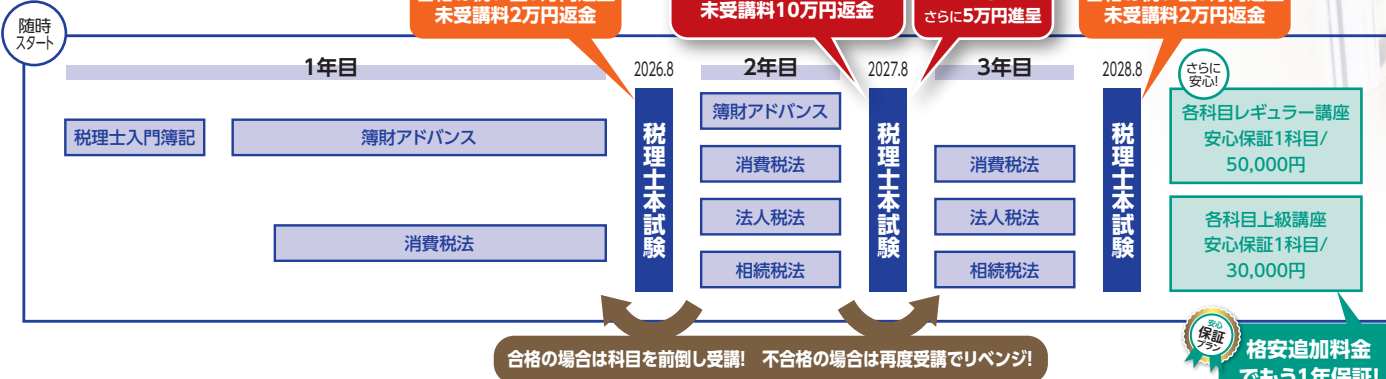 未受講料2万円返金
未受講料10万円返金
さらに5万円進呈
未受講料2万円返金
随時
スタート
1年目
2026.8
2年目
2027.8
3年目
2028.8
さらに
安心!
税理士入門簿記
簿財アドバンス
消費税法
税理士本試験
簿財アドバンス
消費税法
法人税法
相続税法
税理士本試験
消費税法
法人税法
相続税法
税理士本試験
各科目レギュラー講座
安心保証1科目/
50,000円
各科目上級講座
安心保証1科目/
30,000円
合格の場合は科目を前倒し受講! 不合格の場合は再度受講でリベンジ!
安心
保証
プラン
格安追加料金
でもう1年保証!